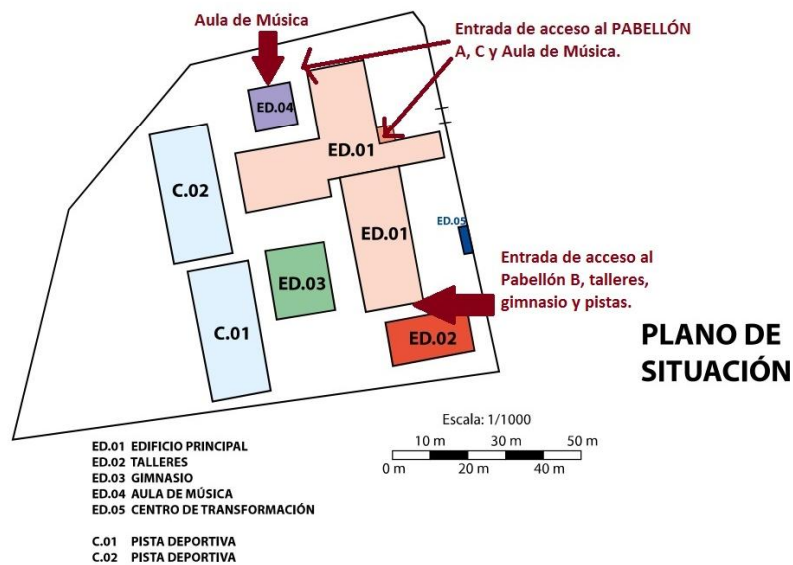 Aula de Música
Entrada de acceso al PABELLÓN
A, C y Aula de Música.
ED.04
ED.01
C.02
ED.05
ED.01
ED.03
Entrada de acceso al
Pabellón B, talleres,
gimnasio y pistas.
C.01
ED.02
PLANO DE
SITUACIÓN
Escala: 1/1000
10 m 30 m 50 m
0 m 20 m 40 m
ED.01 EDIFICIO PRINCIPAL
ED.02 TALLERES
ED.03 GIMNASIO
ED.04 AULA DE MÚSICA
ED.05 CENTRO DE TRANSFORMACIÓN
C.01 PISTA DEPORTIVA
C.02 PISTA DEPORTIVA